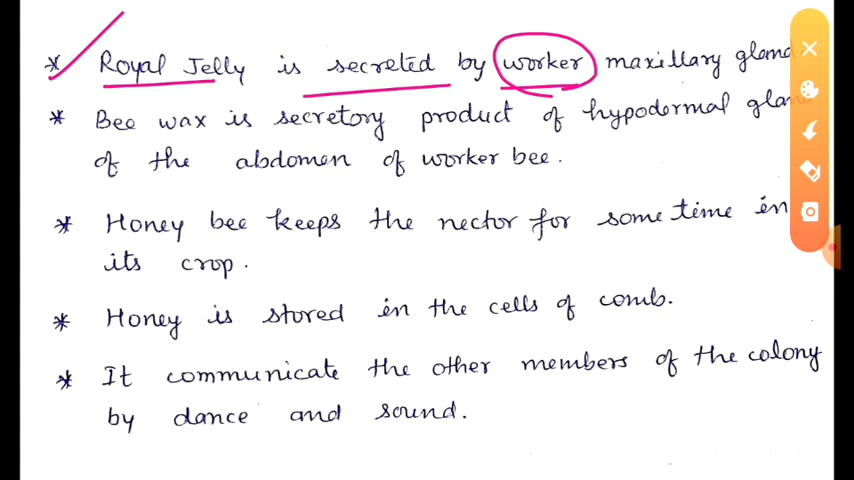 * Royal Jelly is secreted by worker maxillary gland
* Bee wax is secretory product of hypodermal glan
of the abdomen of worker bee.
* Honey bee keeps the nector for some time in
its crop.
* Honey is stored in the cells of comb.
* It communicate the other members of the colony
by dance and sound.